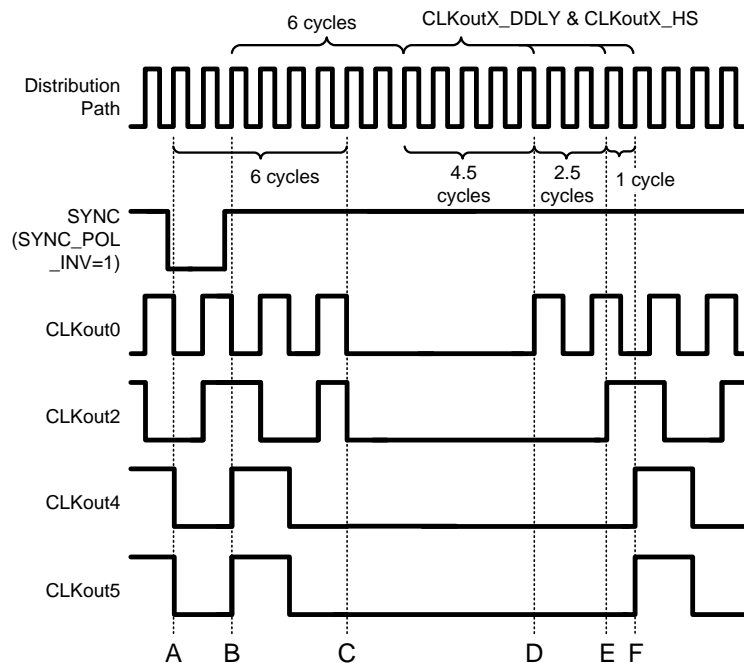 6 cycles
CLKoutX_DDLY & CLKoutX_HS
Distribution
Path
6 cycles
4.5
cycles
2.5
cycles
1 cycle
SYNC
(SYNC_POL
_INV=1)
CLKout0
CLKout2
CLKout4
CLKout5
A B C D E F